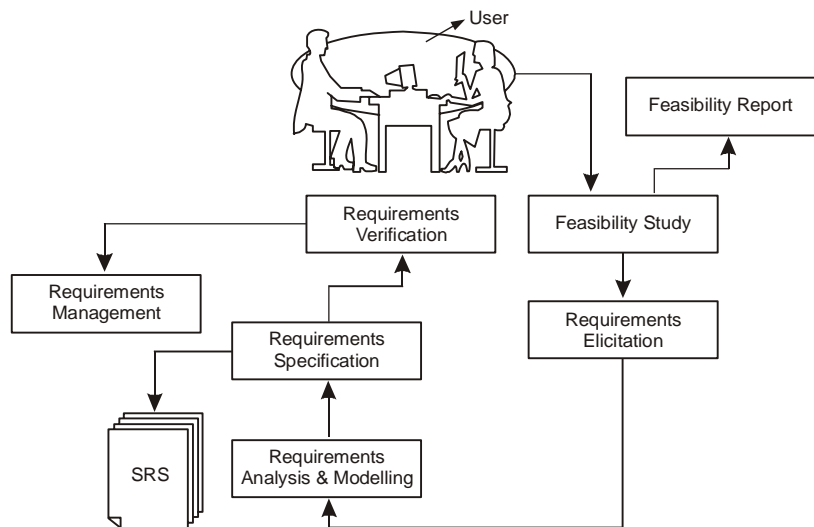 User
Feasibility Report
Requirements
Verification
Feasibility Study
Requirements
Management
Requirements
Elicitation
Requirements
Specification
SRS
Requirements
Analysis & Modelling